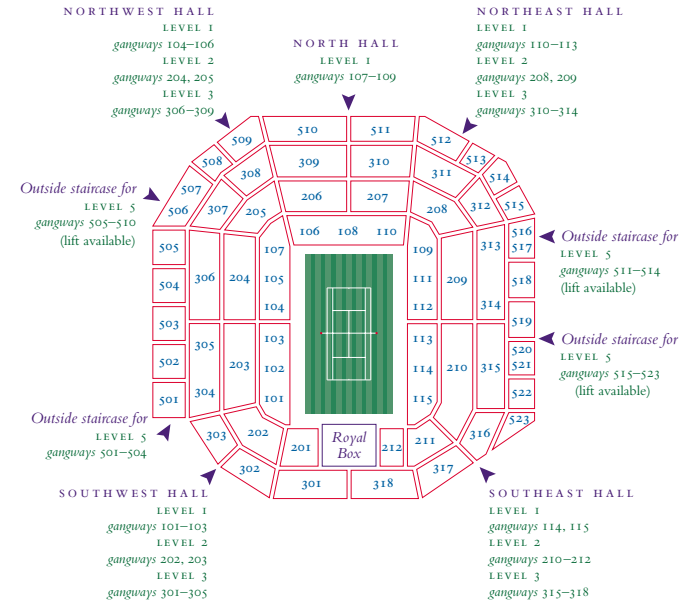 NORTHWEST HALL
LEVEL 1
gangways 104–106
LEVEL 2
gangways 204, 205
LEVEL 3
gangways 306–309
NORTH HALL
LEVEL 1
gangways 107–109
NORTHEAST HALL
LEVEL 1
gangways 110–113
LEVEL 2
gangways 208, 209
LEVEL 3
gangways 310–314
Outside staircase for
LEVEL 5
gangways 505–510
(lift available)
Outside staircase for
LEVEL 5
gangways 511–514
(lift available)
Outside staircase for
LEVEL 5
gangways 515–523
(lift available)
Outside staircase for
LEVEL 5
gangways 501–504
510 511
509 512
508 309 310 513
308 311 514
507
506 307 205 206 207 208 312 515
106 108 110
505 306 204 107 109 209 313 516
517
504 105 111 518
104 112 314
503 305 203 103 113 210 315 519
502 102 114 520
521
501 304 101 115 522
303 202 201 Royal
Box 212 211 316 523
302 317
301 318
SOUTHWEST HALL
LEVEL 1
gangways 101–103
LEVEL 2
gangways 202, 203
LEVEL 3
gangways 301–305
SOUTHEAST HALL
LEVEL 1
gangways 114, 115
LEVEL 2
gangways 210–212
LEVEL 3
gangways 315–318